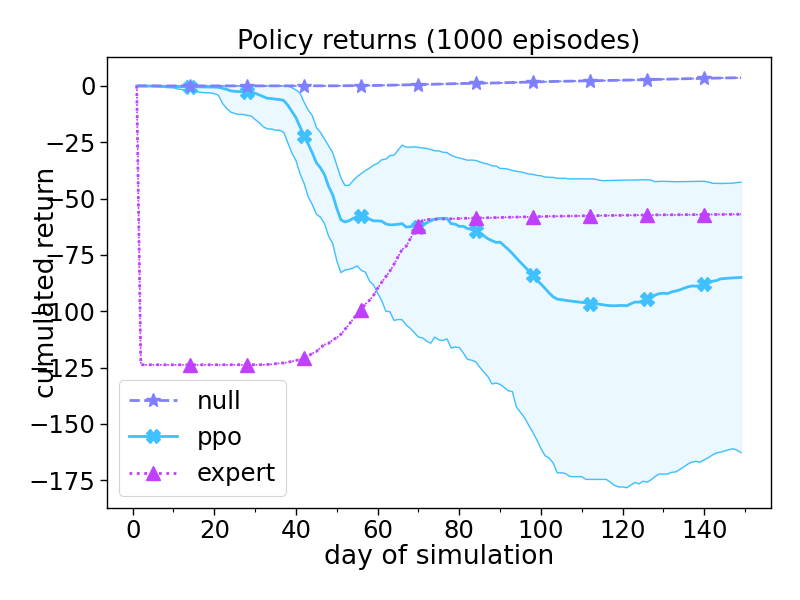 Policy returns (1000 episodes)
cumulated return
0
−25
−50
−75
−100
−125
−150
−175
null
ppo
expert
0 20 40 60 80 100 120 140
day of simulation